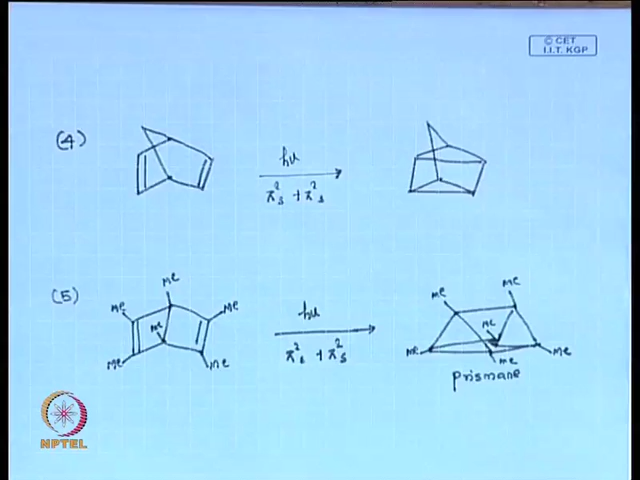 © CET
I.I.T. KGP
(4)
hν
π²s + π²s
(5)
Me
Me
Me
Me
Me
Me
hν
π²s + π²s
Me
Me
Me
Me
Me
Me
prismane
NPTEL